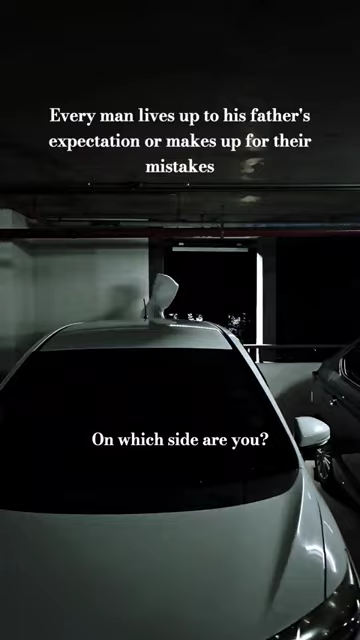 Every man lives up to his father's
expectation or makes up for their
mistakes
On which side are you?